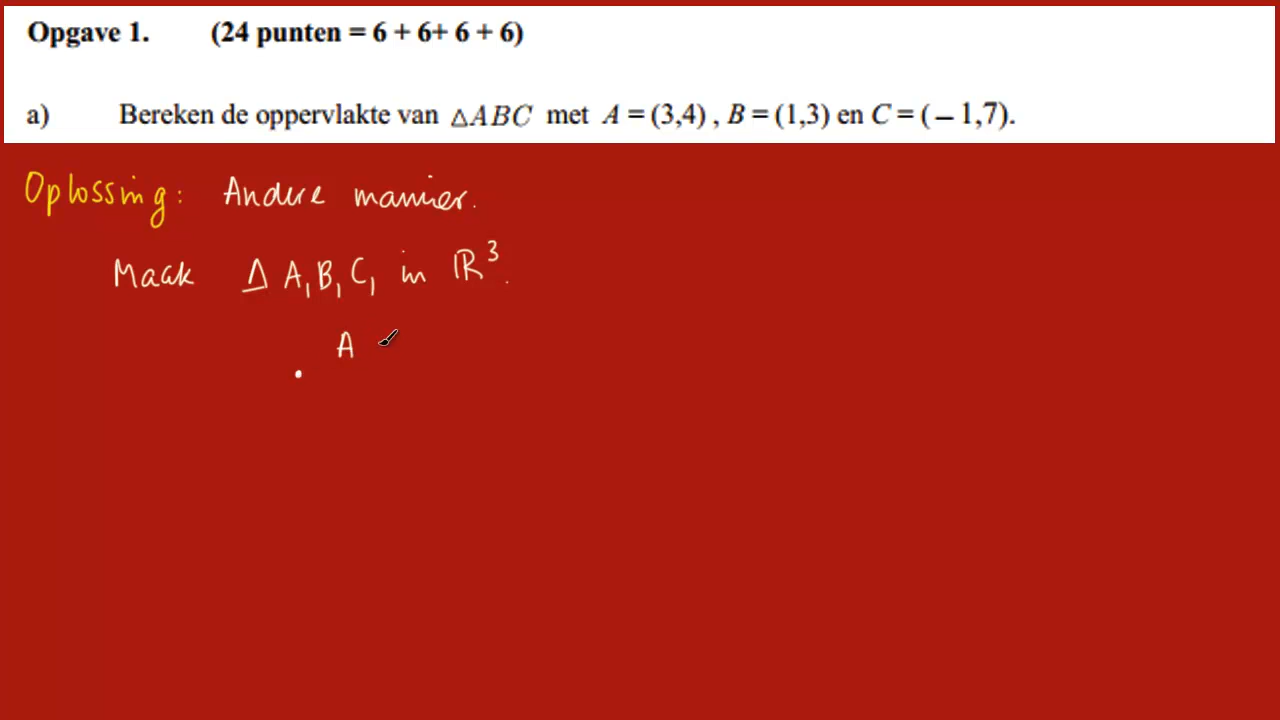 Opgave 1. (24 punten = 6 + 6+ 6 + 6)
a) Bereken de oppervlakte van △ABC met A = (3,4) , B = (1,3) en C = ( – 1,7).
Oplossing: Andere manier.
Maak Δ A₁B₁C₁ in ℝ³.
A